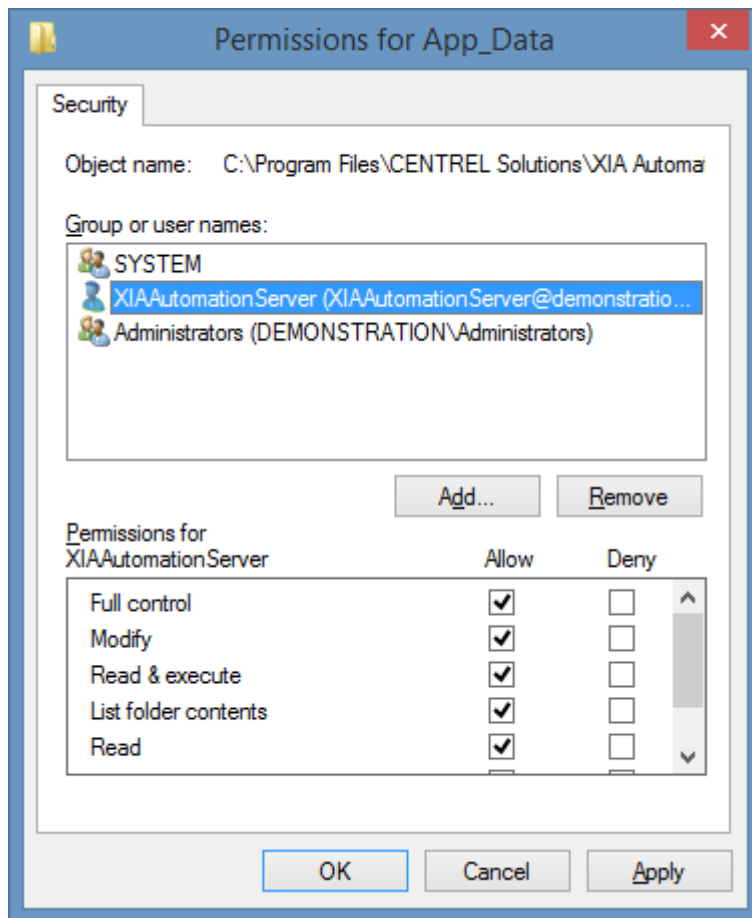 Permissions for App_Data
Security
Object name: C:\Program Files\CENTREL Solutions\XIA Automat
Group or user names:
SYSTEM
XIAAutomationServer (XIAAutomationServer@demonstratio...
Administrators (DEMONSTRATION\Administrators)
Add... Remove
Permissions for
XIAAutomationServer Allow Deny
Full control
Modify
Read & execute
List folder contents
Read
OK Cancel Apply